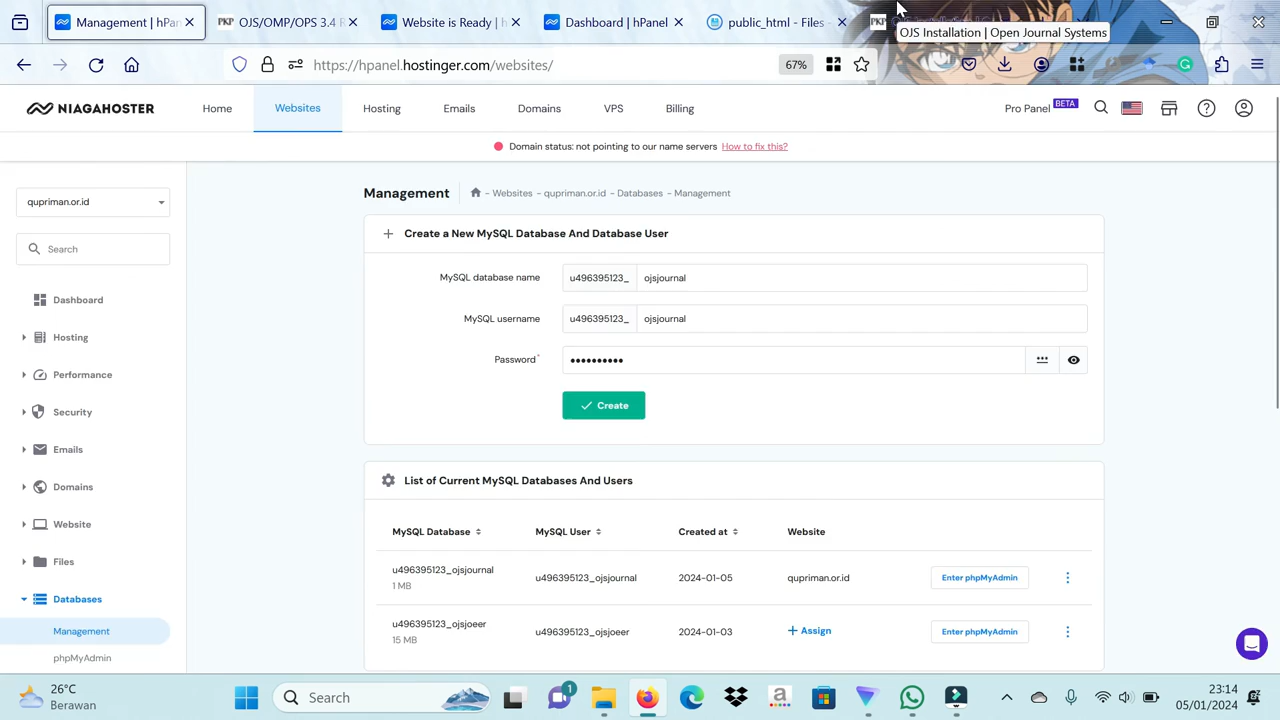 Management | hPan
OJS/OMP/OPS 3.4 R
Website is Ready | h
Dashboard | hPanel
public_html - Files -
OJS Installation | Open Journal Systems
https://hpanel.hostinger.com/websites/
67%
NIAGAHOSTER
Home
Websites
Hosting
Emails
Domains
VPS
Billing
Pro Panel BETA
Domain status: not pointing to our name servers How to fix this?
qupriman.or.id
Search
Dashboard
Hosting
Performance
Security
Emails
Domains
Website
Files
Databases
Management
phpMyAdmin
Management
- Websites - qupriman.or.id - Databases - Management
Create a New MySQL Database And Database User
MySQL database name u496395123_ ojsjournal
MySQL username u496395123_ ojsjournal
Password* ••••••••••
Create
List of Current MySQL Databases And Users
MySQL Database MySQL User Created at Website
u496395123_ojsjournal
1 MB
u496395123_ojsjournal 2024-01-05 qupriman.or.id Enter phpMyAdmin
u496395123_ojsjoeer
15 MB
u496395123_ojsjoeer 2024-01-03 + Assign Enter phpMyAdmin
26°C
Berawan
Search
1
23:14
05/01/2024